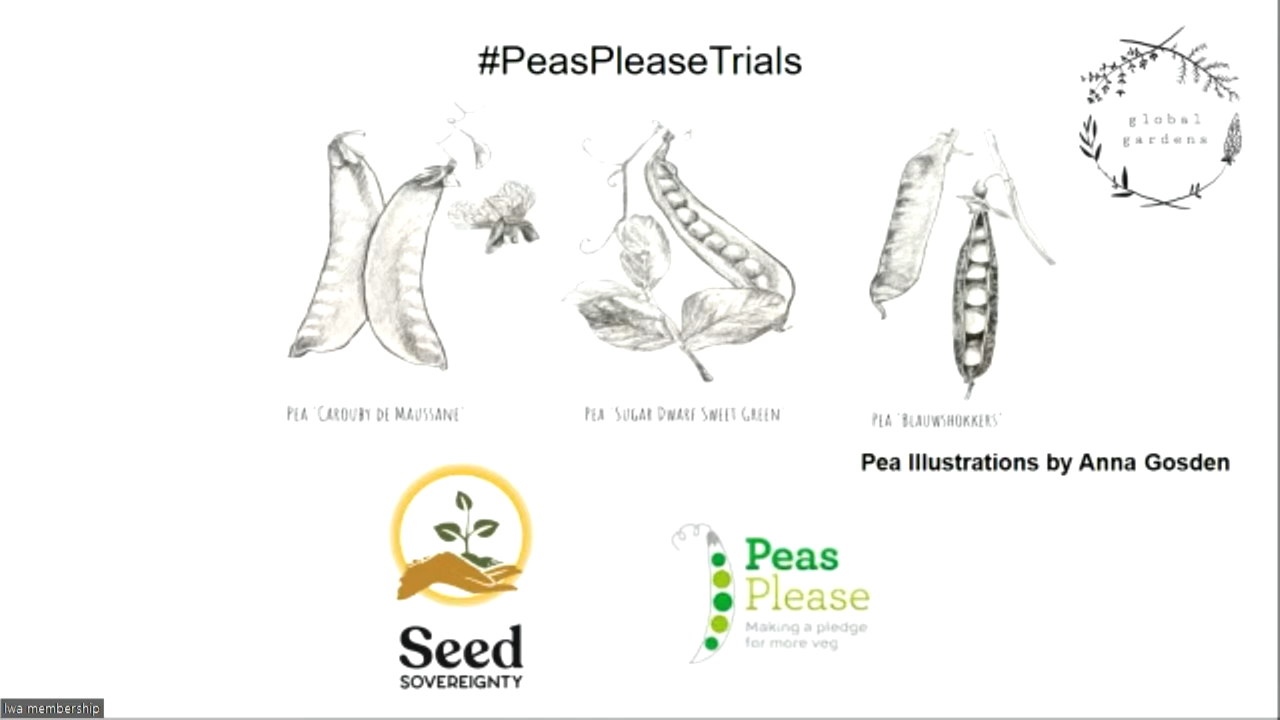 #PeasPleaseTrials
global
gardens
PEA 'CAROUBY DE MAUSSANE'
PEA 'SUGAR DWARF SWEET GREEN
PEA 'BLAUWSHOKKERS'
Pea Illustrations by Anna Gosden
Seed
SOVEREIGNTY
Peas
Please
Making a pledge
for more veg
Iwa membership